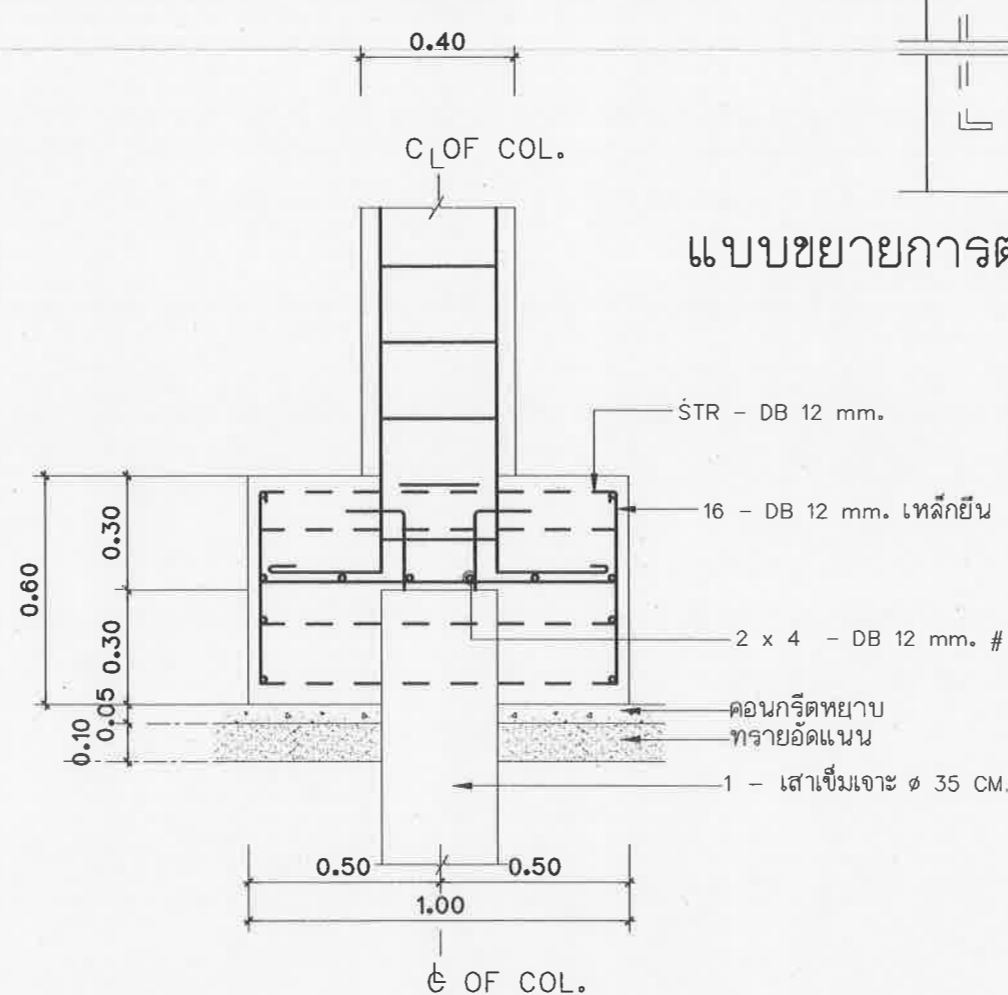 0.40
C L OF COL.
แบบขยายการต
STR - DB 12 mm.
16 - DB 12 mm. เหล็กยืน
0.30
0.60
0.30
2 x 4 - DB 12 mm. #
0.05
คอนกรีตหยาบ
0.10
ทรายอัดแนน
1 - เสาเข็มเจาะ φ 35 CM.
0.50 0.50
1.00
℄ OF COL.